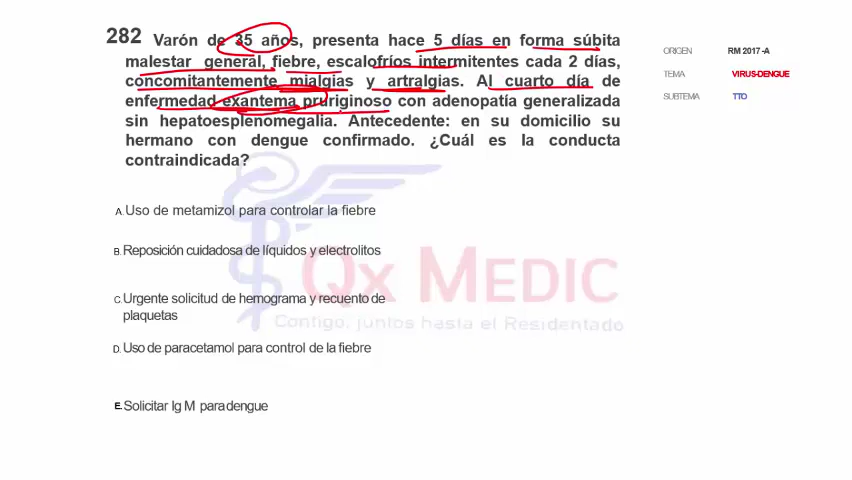 282 Varón de 35 años, presenta hace 5 días en forma súbita
malestar general, fiebre, escalofríos intermitentes cada 2 días,
concomitantemente mialgias y artralgias. Al cuarto día de
enfermedad exantema pruriginoso con adenopatía generalizada
sin hepatoesplenomegalia. Antecedente: en su domicilio su
hermano con dengue confirmado. ¿Cuál es la conducta
contraindicada?
A. Uso de metamizol para controlar la fiebre
B. Reposición cuidadosa de líquidos y electrolitos
C. Urgente solicitud de hemograma y recuento de
plaquetas
D. Uso de paracetamol para control de la fiebre
E. Solicitar Ig M para dengue
ORIGEN RM 2017 -A
TEMA VIRUS-DENGUE
SUBTEMA TTO
Qx MEDIC
Contigo, juntos hasta el Residentado